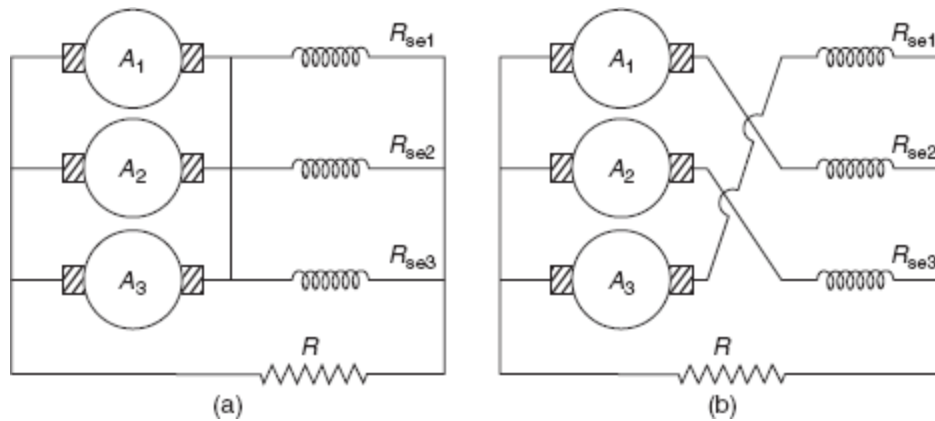 A1 Rse1
A2 Rse2
A3 Rse3
R
(a)
A1 Rse1
A2 Rse2
A3 Rse3
R
(b)